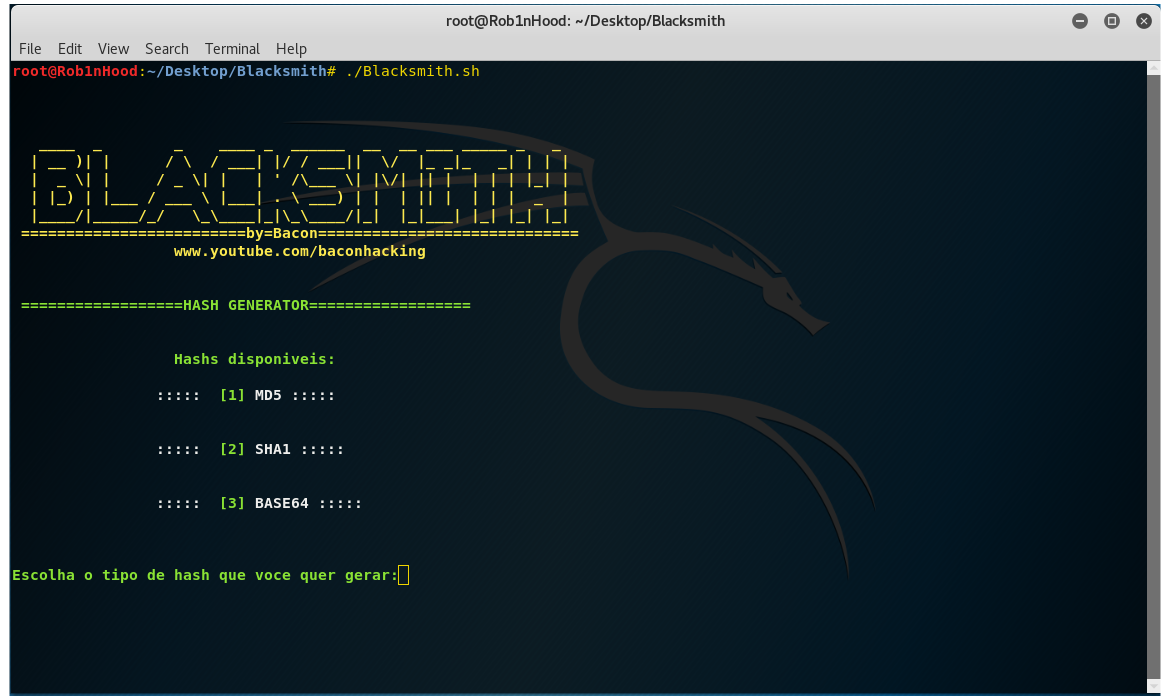 root@Rob1nHood: ~/Desktop/Blacksmith
File Edit View Search Terminal Help
root@Rob1nHood:~/Desktop/Blacksmith# ./Blacksmith.sh
BLACKSMITH
============================by=Bacon=============================
www.youtube.com/baconhacking
==================HASH GENERATOR==================
Hashs disponiveis:
::::: [1] MD5 :::::
::::: [2] SHA1 :::::
::::: [3] BASE64 :::::
Escolha o tipo de hash que voce quer gerar: